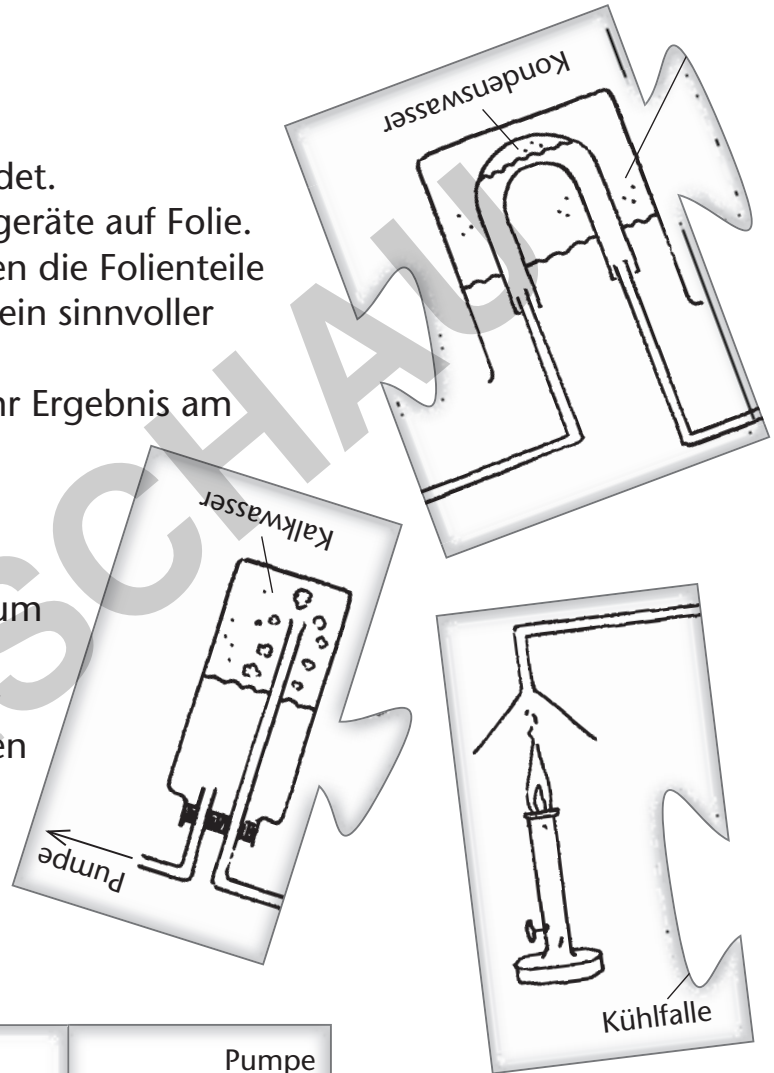 det.
geräte auf Folie.
en die Folienteile
ein sinnvoller
hr Ergebnis am
um
en
Kondenswasser
Kalkwasser
Pumpe
Kühlfalle
Pumpe
SCHAU